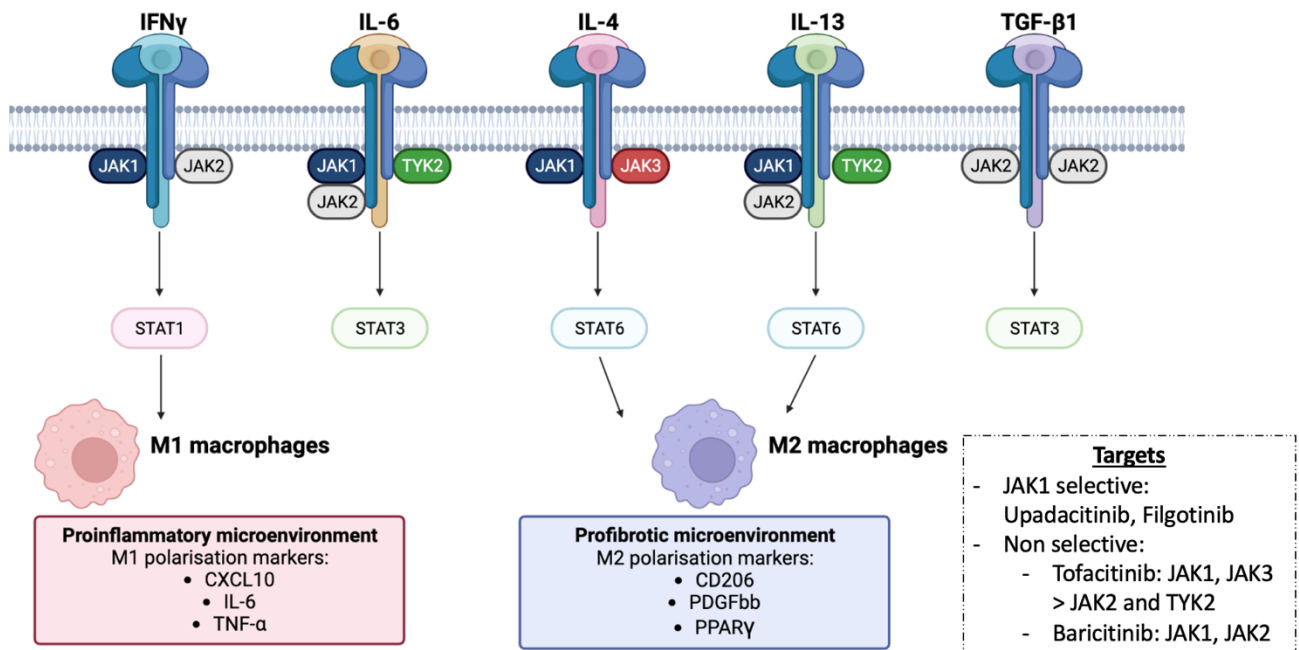 IFNγ
IL-6
IL-4
IL-13
TGF-β1
JAK1
JAK2
JAK1
TYK2
JAK2
JAK1
JAK3
JAK1
TYK2
JAK2
JAK2
JAK2
STAT1
STAT3
STAT6
STAT6
STAT3
M1 macrophages
M2 macrophages
Proinflammatory microenvironment
M1 polarisation markers:
• CXCL10
• IL-6
• TNF-α
Profibrotic microenvironment
M2 polarisation markers:
• CD206
• PDGFbb
• PPARγ
Targets
- JAK1 selective:
Upadacitinib, Filgotinib
- Non selective:
- Tofacitinib: JAK1, JAK3
> JAK2 and TYK2
- Baricitinib: JAK1, JAK2